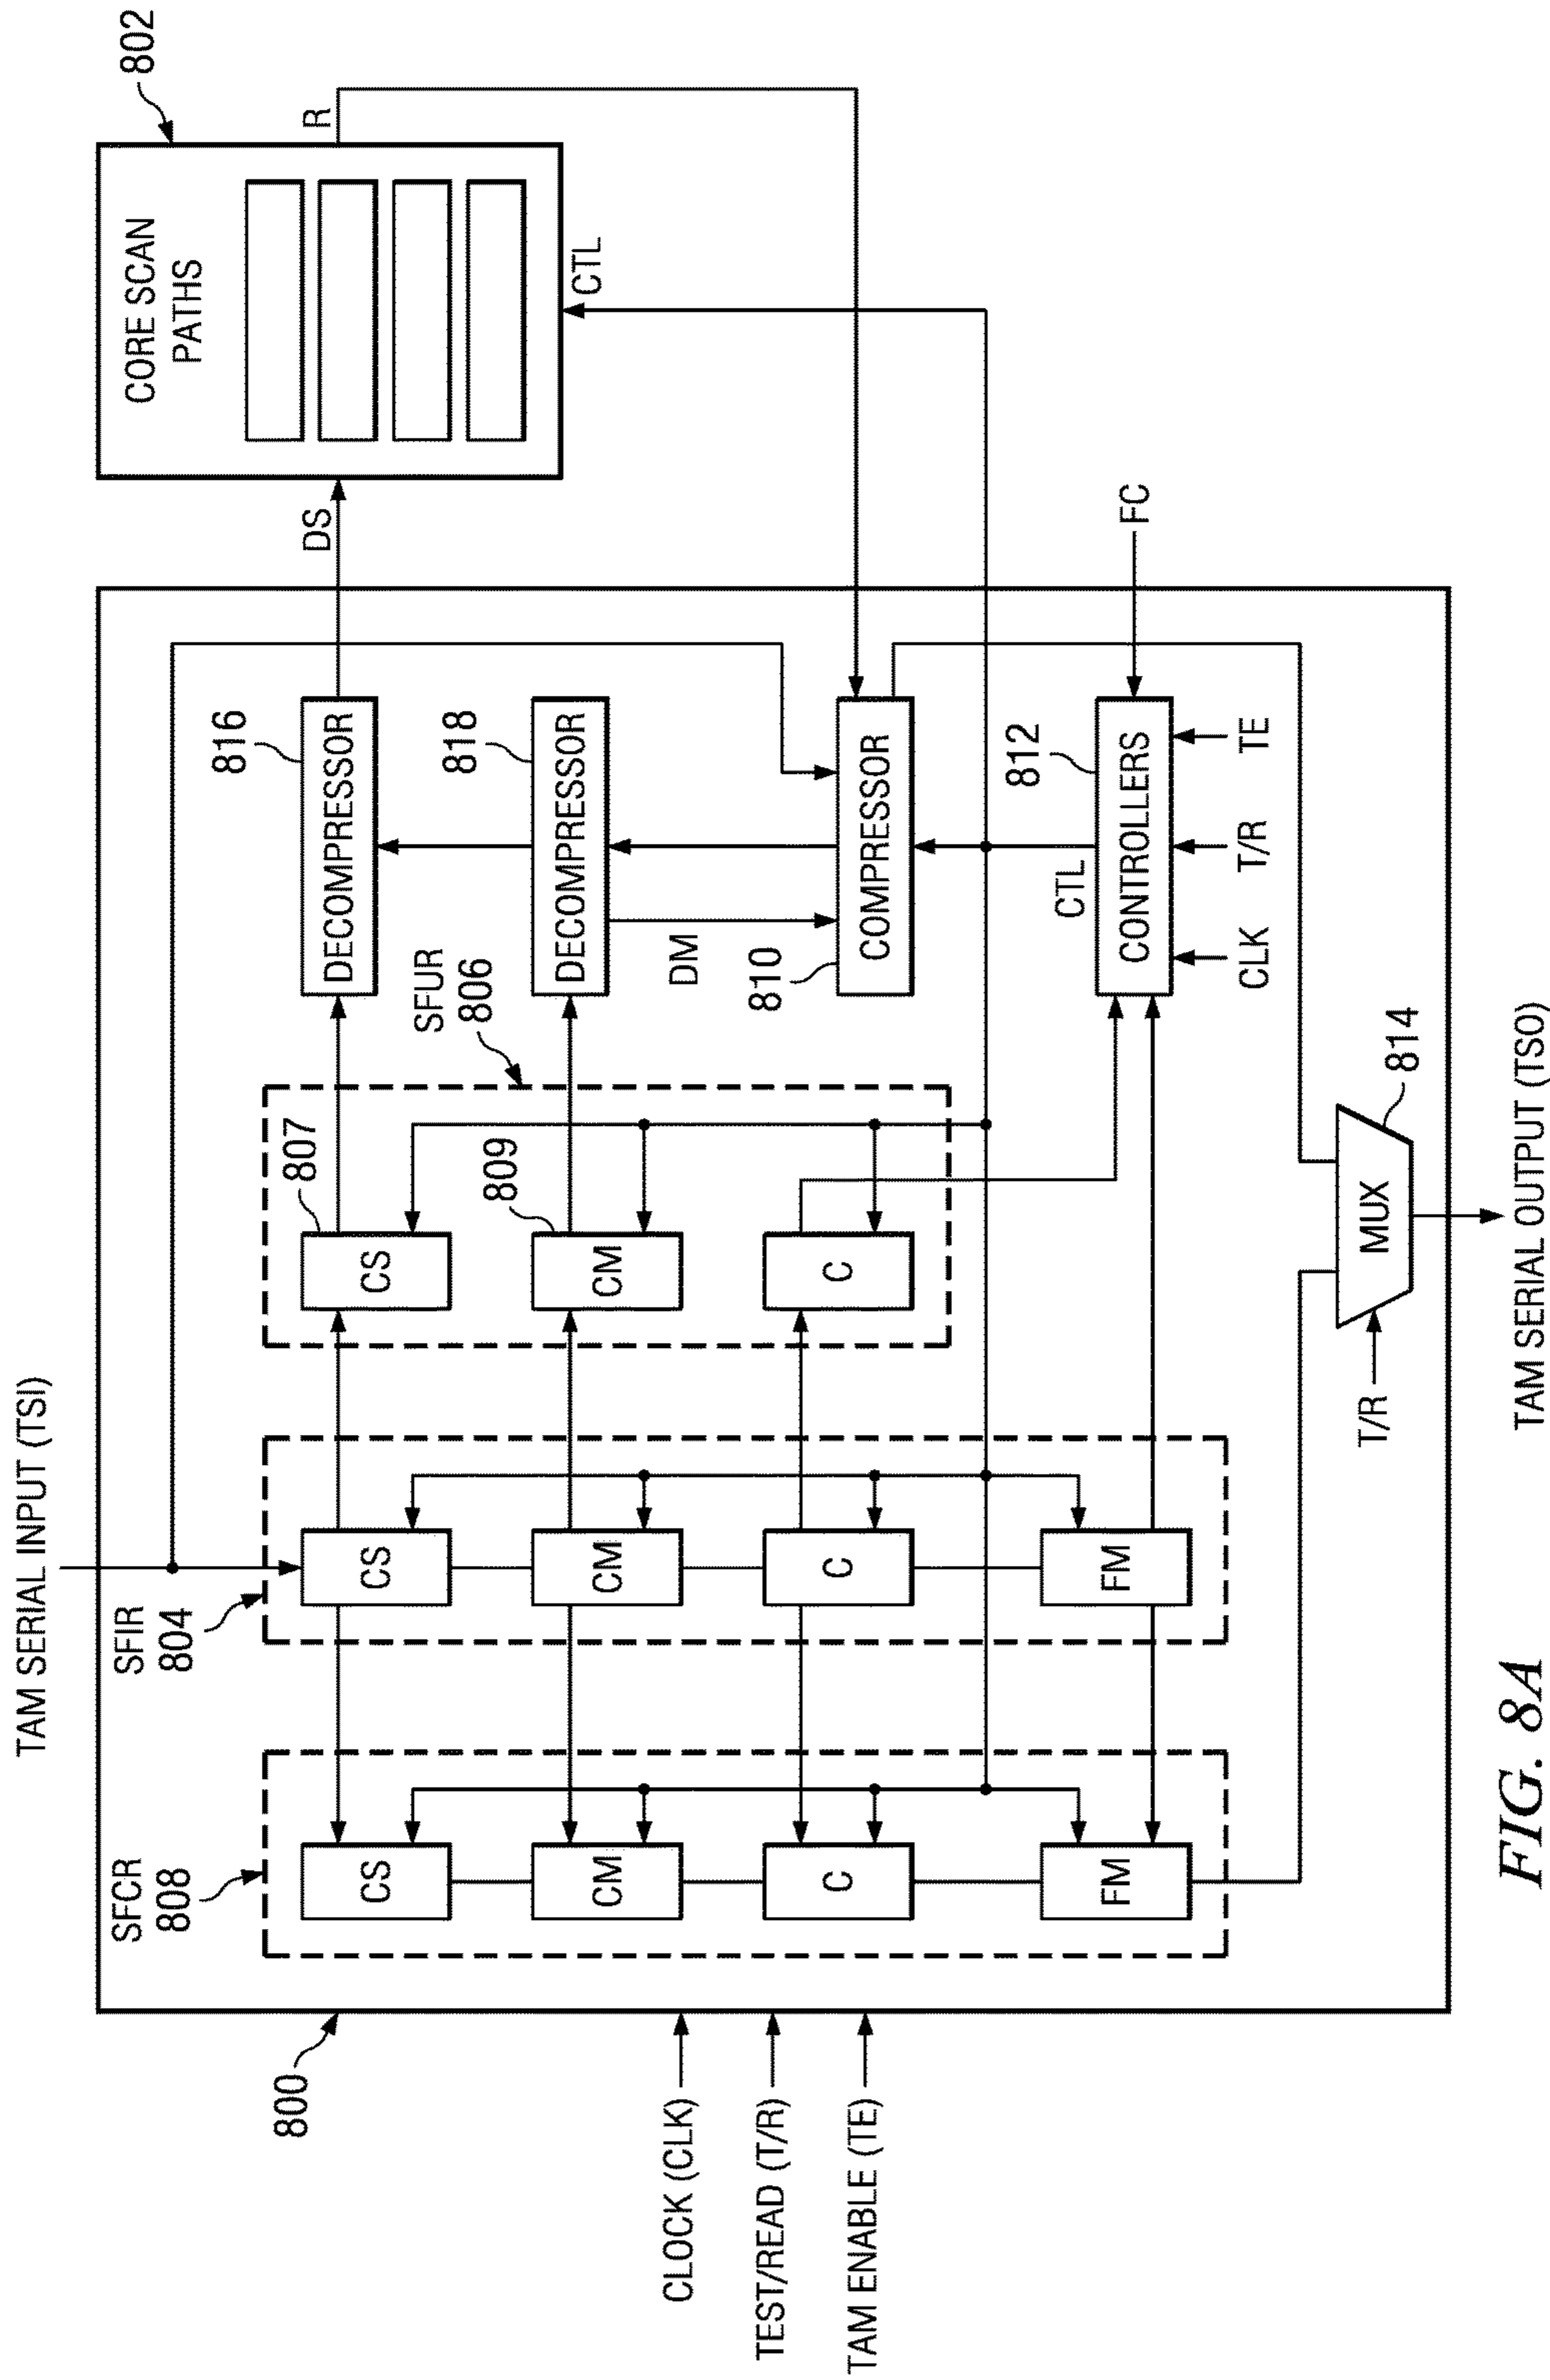 TAM SERIAL INPUT (TSI)
802
CORE SCAN
PATHS
R
DS
CTL
SFCR
808
SFIR
804
SFUR
806
807
809
816
818
810
812
CS
CS
CS
DECOMPRESSOR
CM
CM
CM
DECOMPRESSOR
DM
C
C
C
COMPRESSOR
FM
FM
CTL
CONTROLLERS
FC
CLK
T/R
TE
800
CLOCK (CLK)
TEST/READ (T/R)
TAM ENABLE (TE)
T/R
MUX
814
TAM SERIAL OUTPUT (TSO)
FIG. 8A